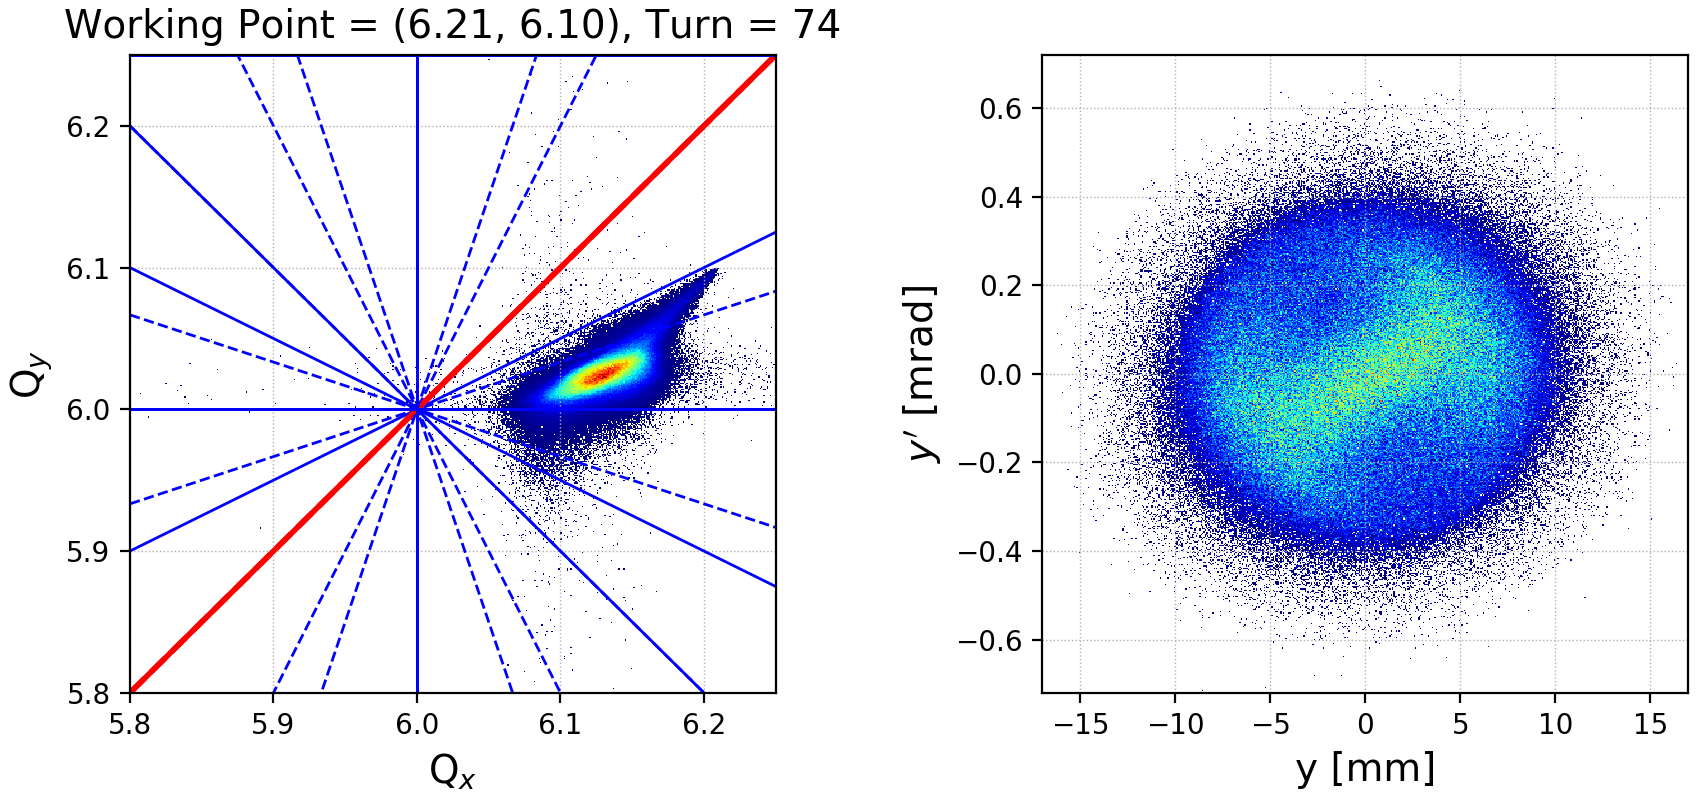 Working Point = (6.21, 6.10), Turn = 74
6.2
6.1
6.0
5.9
5.8
Q_y
5.8 5.9 6.0 6.1 6.2
Q_x
0.6
0.4
0.2
0.0
−0.2
−0.4
−0.6
y′ [mrad]
−15 −10 −5 0 5 10 15
y [mm]